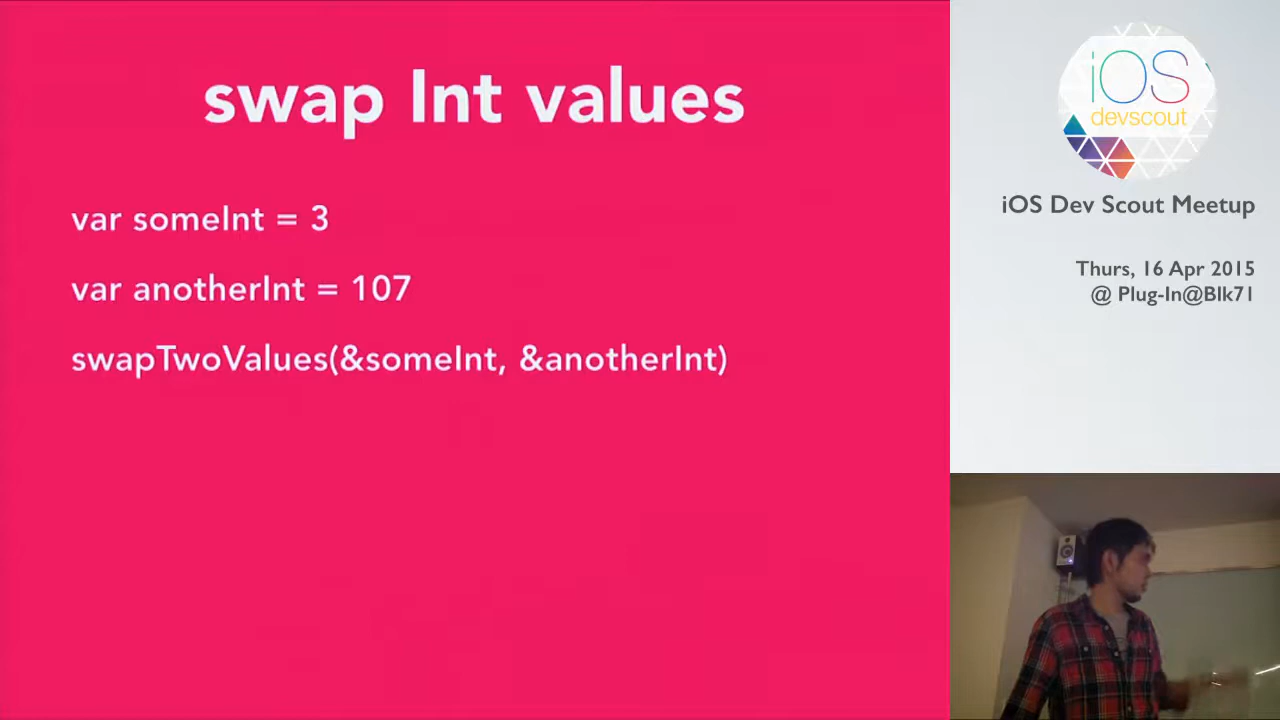 swap Int values
var someInt = 3
var anotherInt = 107
swapTwoValues(&someInt, &anotherInt)
iOS
devscout
iOS Dev Scout Meetup
Thurs, 16 Apr 2015
@ Plug-In@Blk71